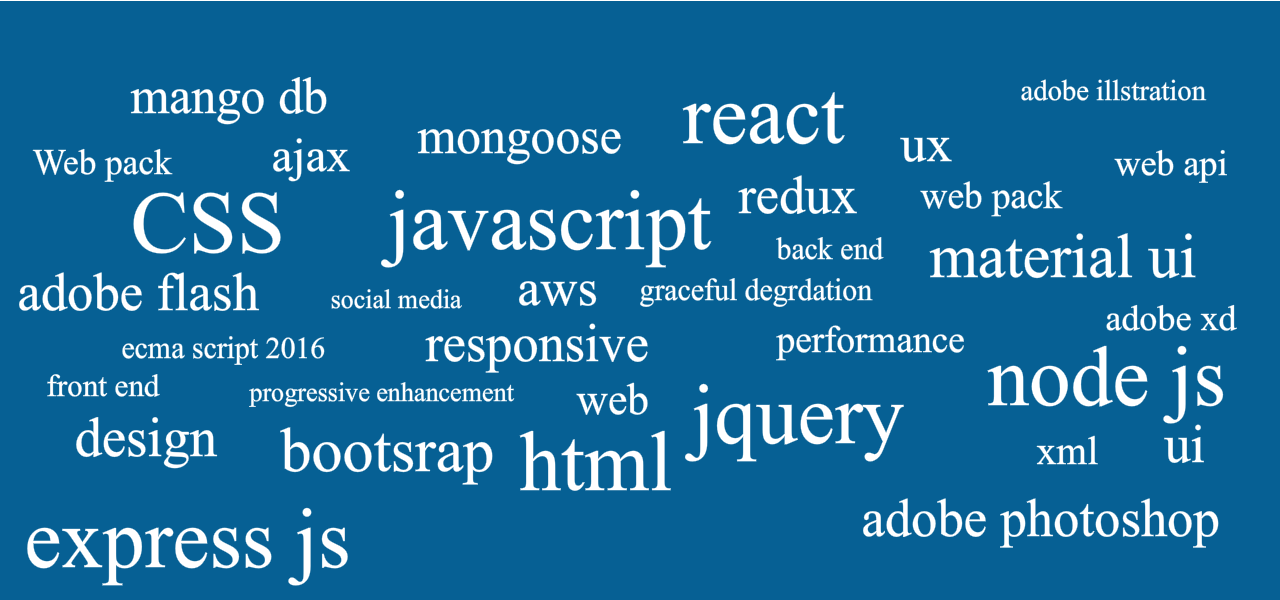 mango db
adobe illstration
react
mongoose
ux
Web pack
ajax
web api
CSS
javascript
redux
web pack
back end
material ui
adobe flash
social media
aws
graceful degrdation
adobe xd
ecma script 2016
responsive
performance
front end
progressive enhancement
web
node js
design
bootsrap
html
jquery
xml
ui
express js
adobe photoshop